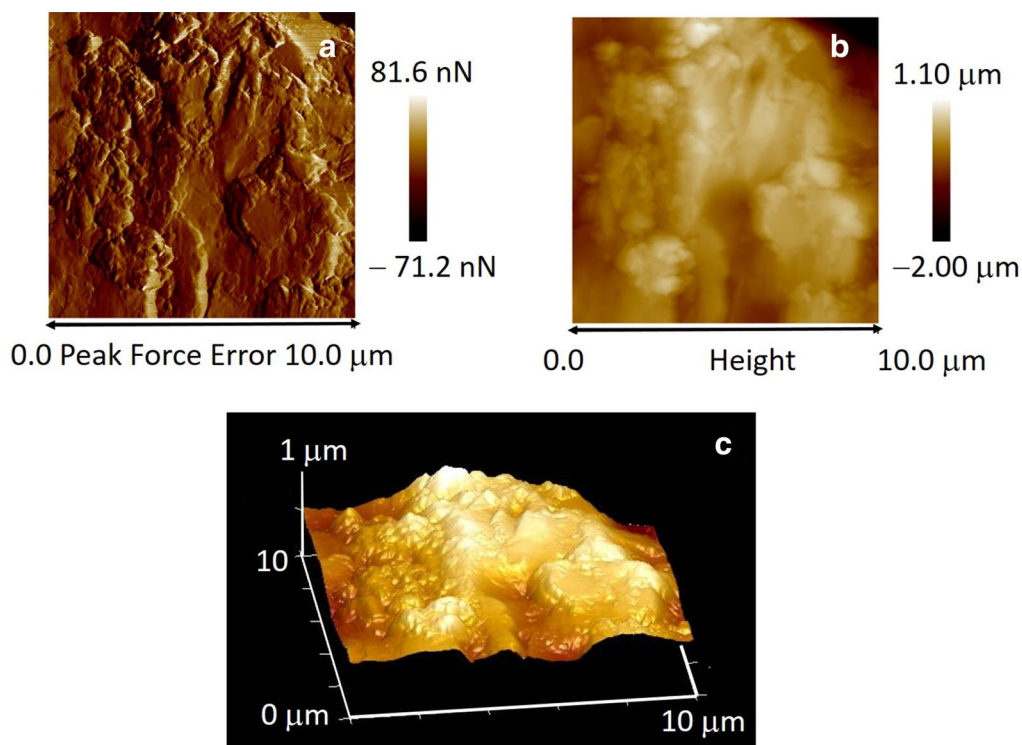 a
81.6 nN
– 71.2 nN
0.0 Peak Force Error 10.0 μm
b
1.10 μm
–2.00 μm
0.0 Height 10.0 μm
c
1 μm
10
0 μm
10 μm